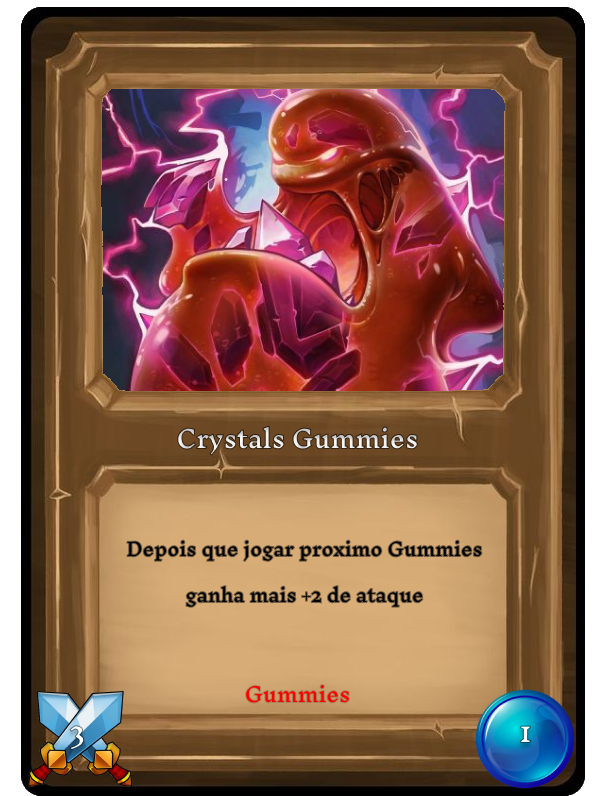 Crystals Gummies
Depois que jogar proximo Gummies
ganha mais +2 de ataque
Gummies
3
1